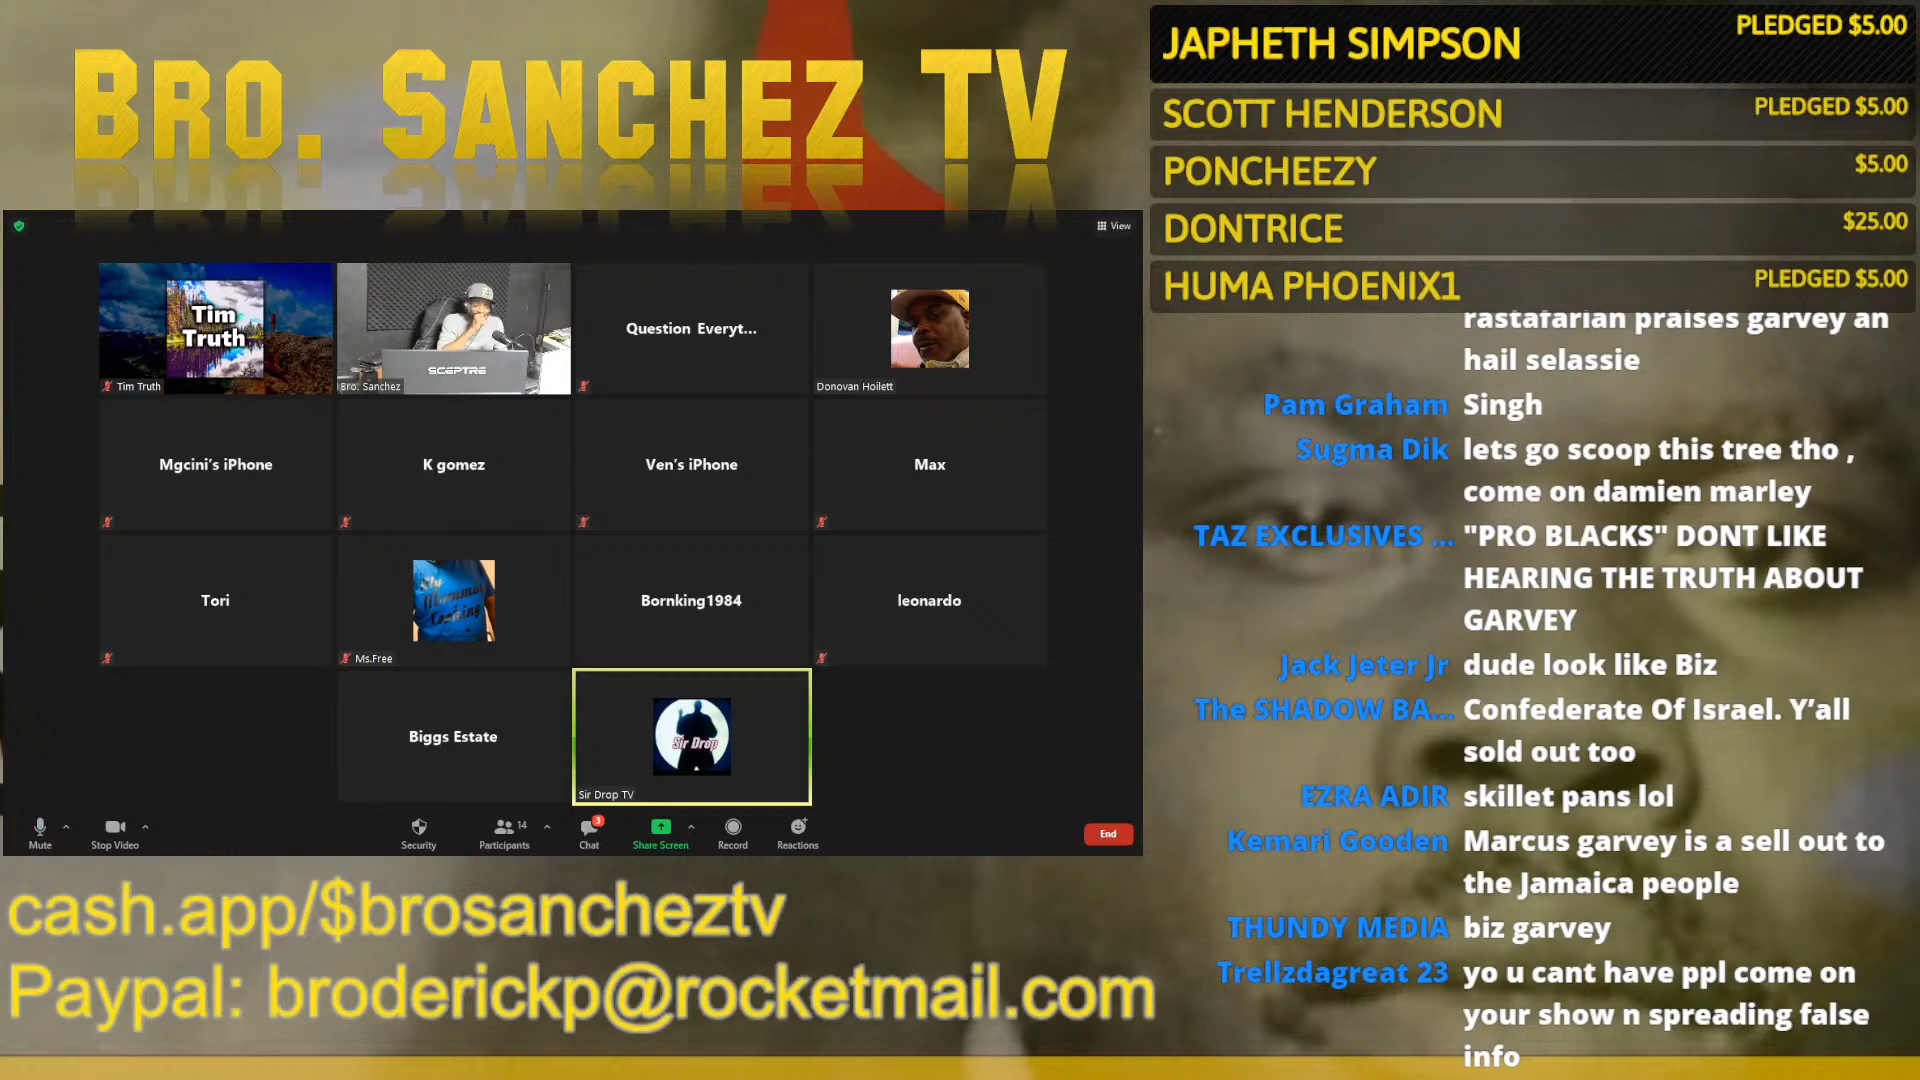 BRO. SANCHEZ TV
JAPHETH SIMPSON PLEDGED $5.00
SCOTT HENDERSON PLEDGED $5.00
PONCHEEZY $5.00
DONTRICE $25.00
HUMA PHOENIX1 PLEDGED $5.00
View
Tim
Truth
Tim Truth
SCEPTRE
Bro. Sanchez
Question Everyt...
Donovan Hoilett
Mgcini's iPhone
K gomez
Ven's iPhone
Max
Tori
My
Mommas
Cooking
Ms.Free
Bornking1984
leonardo
Biggs Estate
Sir Drop
Sir Drop TV
Mute
Stop Video
Security
14
Participants
3
Chat
Share Screen
Record
Reactions
End
cash.app/$brosancheztv
Paypal: broderickp@rocketmail.com
rastafarian praises garvey an
hail selassie
Pam Graham Singh
Sugma Dik lets go scoop this tree tho ,
come on damien marley
TAZ EXCLUSIVES ... "PRO BLACKS" DONT LIKE
HEARING THE TRUTH ABOUT
GARVEY
Jack Jeter Jr dude look like Biz
The SHADOW BA... Confederate Of Israel. Y’all
sold out too
EZRA ADIR skillet pans lol
Kemari Gooden Marcus garvey is a sell out to
the Jamaica people
THUNDY MEDIA biz garvey
Trellzdagreat 23 yo u cant have ppl come on
your show n spreading false
info